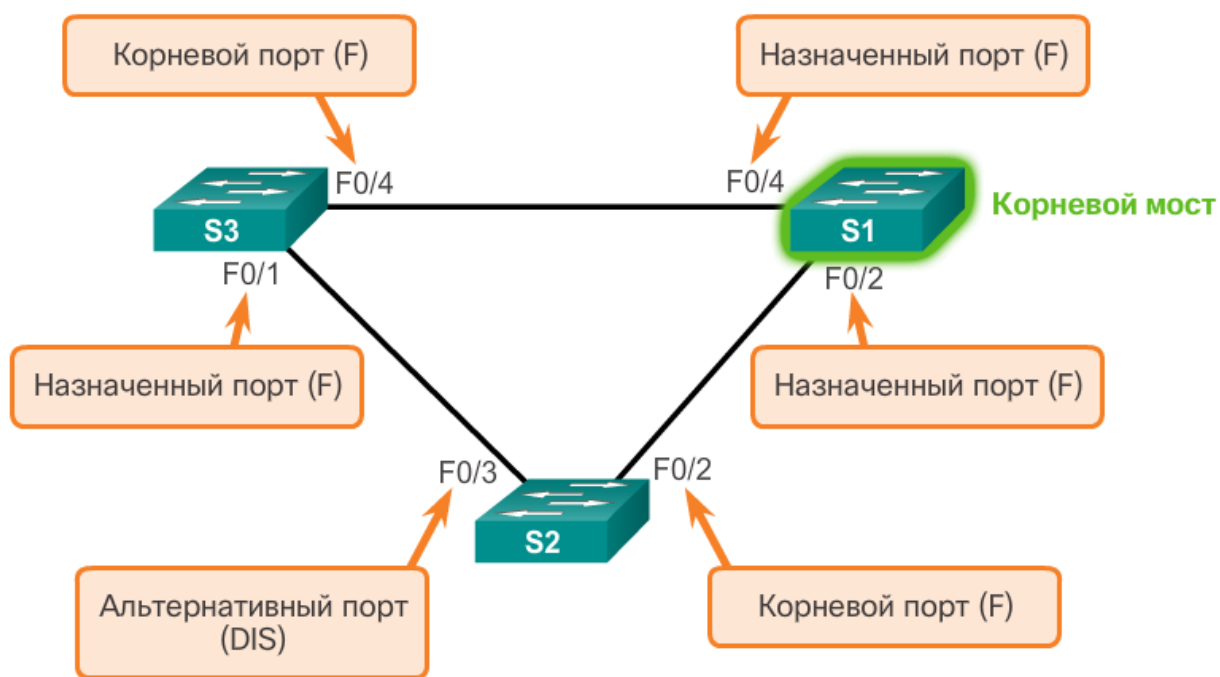 Корневой порт (F)
Назначенный порт (F)
F0/4
F0/4
S3
S1
Корневой мост
F0/1
F0/2
Назначенный порт (F)
Назначенный порт (F)
F0/3
F0/2
S2
Альтернативный порт
(DIS)
Корневой порт (F)